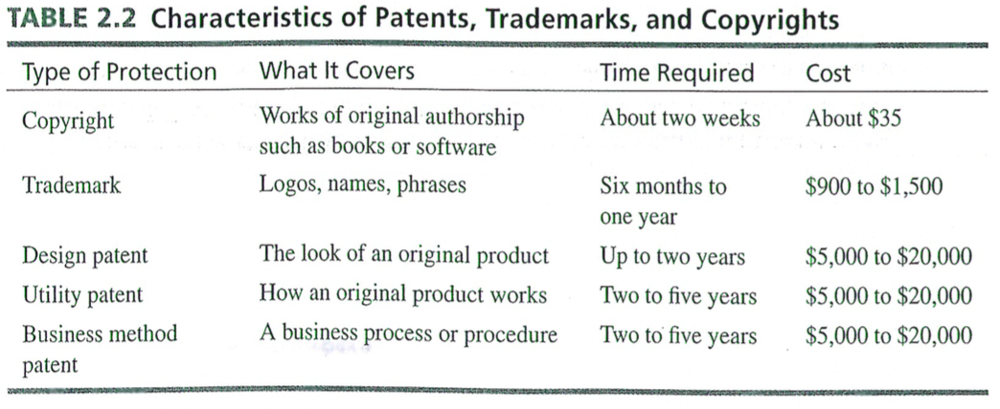 TABLE 2.2 Characteristics of Patents, Trademarks, and Copyrights
Type of Protection What It Covers Time Required Cost
Copyright Works of original authorship About two weeks About $35
such as books or software
Trademark Logos, names, phrases Six months to $900 to $1,500
one year
Design patent The look of an original product Up to two years $5,000 to $20,000
Utility patent How an original product works Two to five years $5,000 to $20,000
Business method A business process or procedure Two to five years $5,000 to $20,000
patent